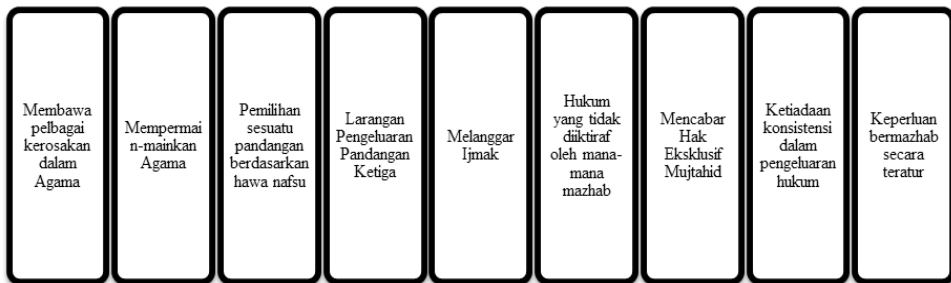 Membawa
pelbagai
kerosakan
dalam
Agama
Mempermai
n-mainkan
Agama
Pemilihan
sesuatu
pandangan
berdasarkan
hawa nafsu
Larangan
Pengeluaran
Pandangan
Ketiga
Melanggar
Ijmak
Hukum
yang tidak
diiktiraf
oleh mana-
mana
mazhab
Mencabar
Hak
Eksklusif
Mujtahid
Ketiadaan
konsistensi
dalam
pengeluaran
hukum
Keperluan
bermazhab
secara
teratur